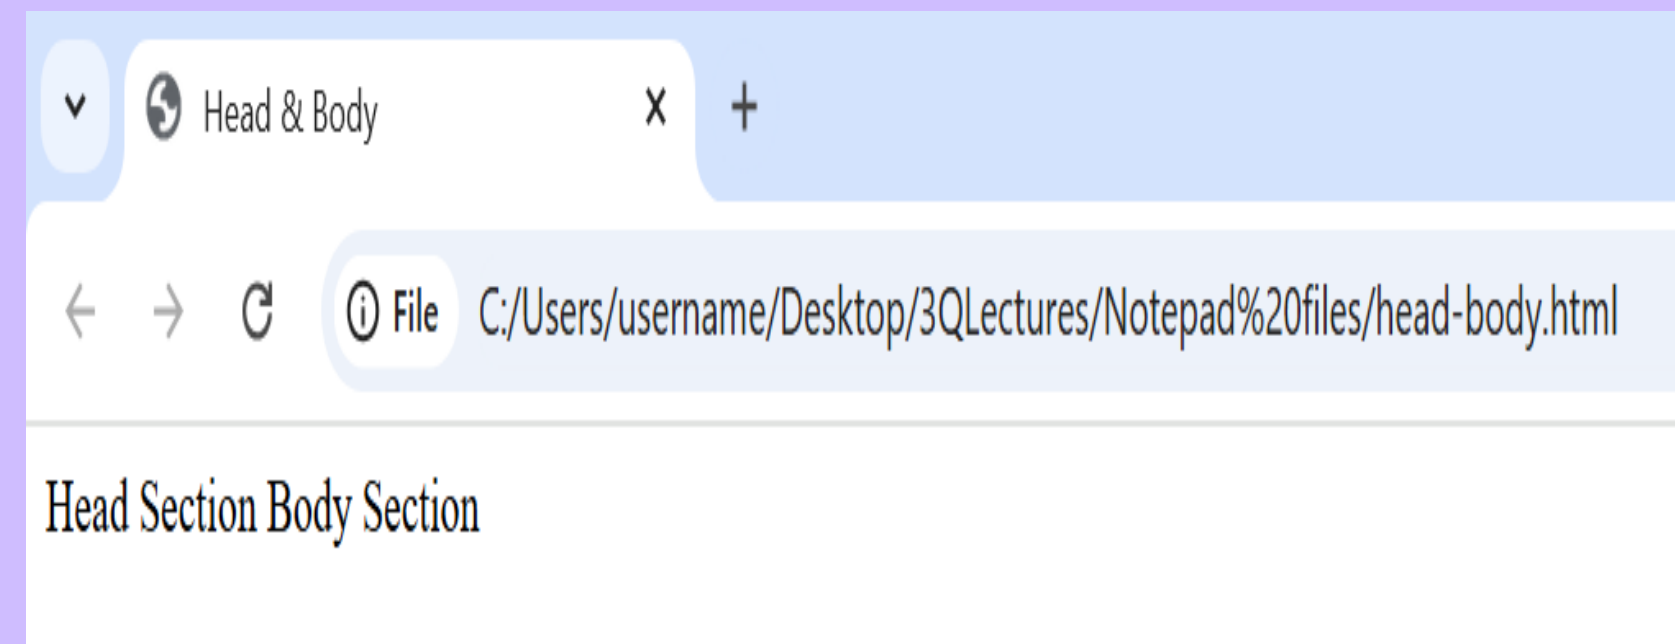 Head & Body
File C:/Users/username/Desktop/3QLectures/Notepad%20files/head-body.html
Head Section Body Section